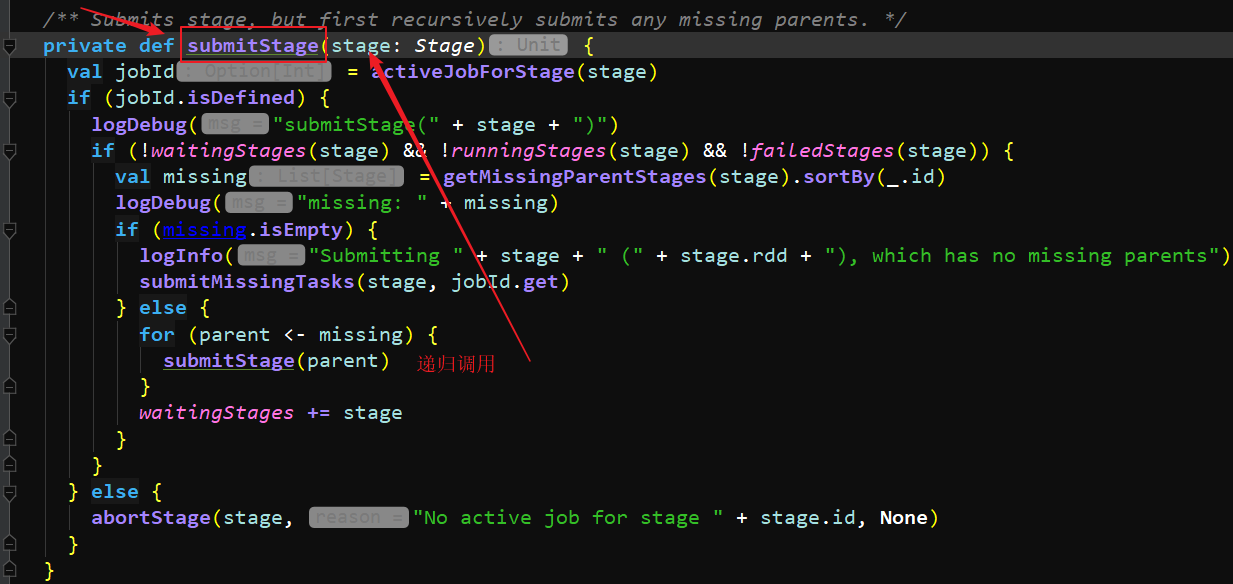 /** Submits stage, but first recursively submits any missing parents. */
private def submitStage(stage: Stage) : Unit {
val jobId : Option[Int] = activeJobForStage(stage)
if (jobId.isDefined) {
logDebug( msg = "submitStage(" + stage + ")")
if (!waitingStages(stage) && !runningStages(stage) && !failedStages(stage)) {
val missing : List[Stage] = getMissingParentStages(stage).sortBy(_.id)
logDebug( msg = "missing: " + missing)
if (missing.isEmpty) {
logInfo( msg = "Submitting " + stage + " (" + stage.rdd + "), which has no missing parents")
submitMissingTasks(stage, jobId.get)
} else {
for (parent <- missing) {
submitStage(parent) 递归调用
}
waitingStages += stage
}
}
} else {
abortStage(stage, reason = "No active job for stage " + stage.id, None)
}
}